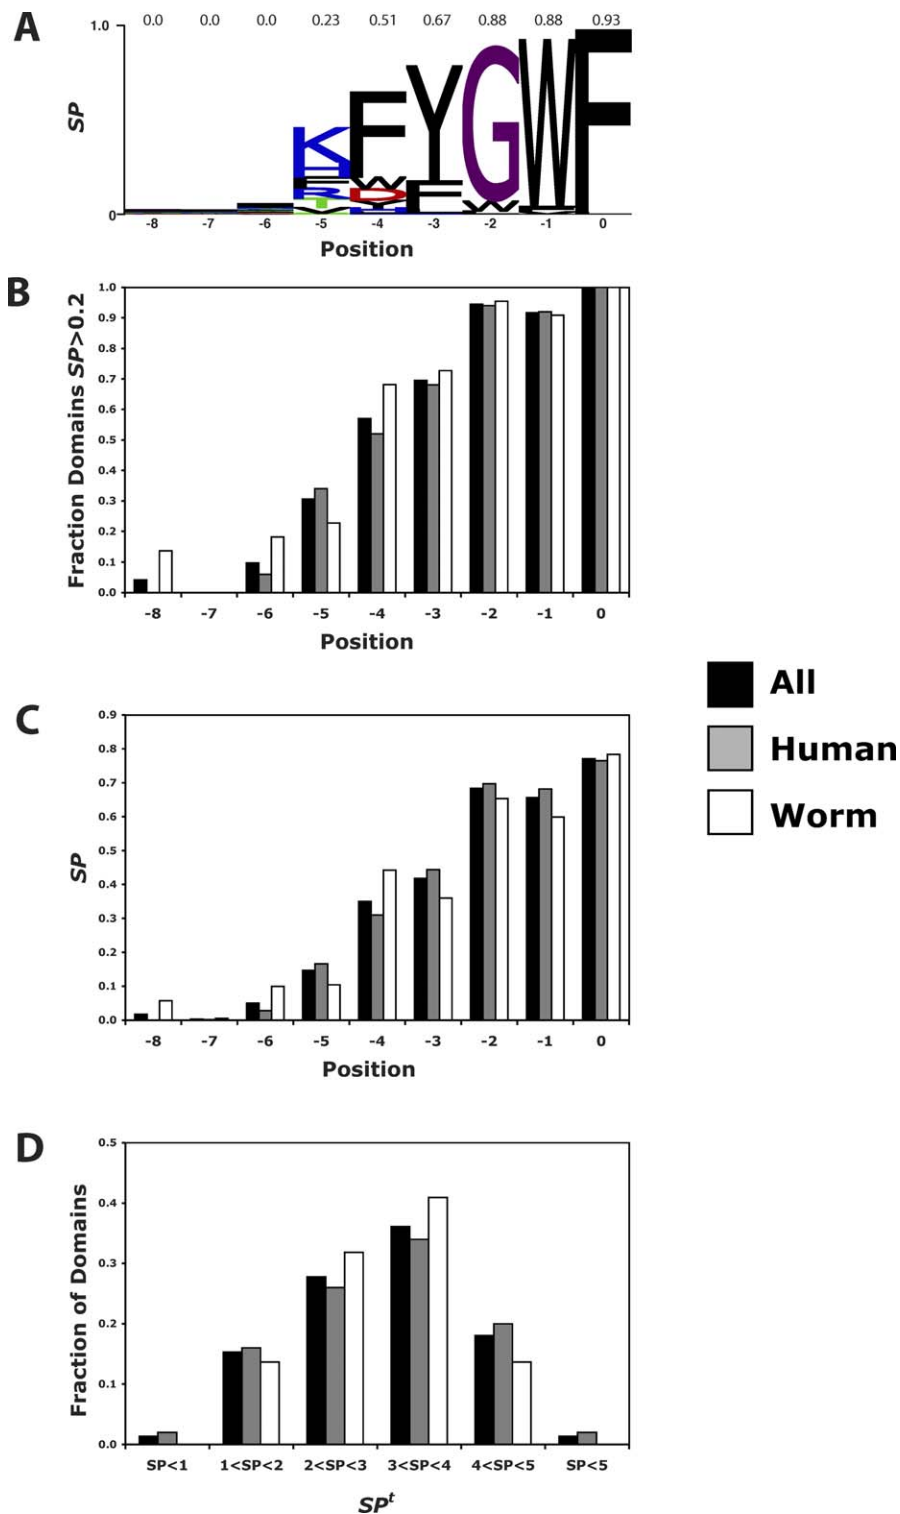 A
0.0 0.0 0.0 0.23 0.51 0.67 0.88 0.88 0.93
1.0
SP
K F Y G W F
0
-8 -7 -6 -5 -4 -3 -2 -1 0
Position
B
Fraction Domains SP>0.2
1.0
0.9
0.8
0.7
0.6
0.5
0.4
0.3
0.2
0.1
0.0
-8 -7 -6 -5 -4 -3 -2 -1 0
Position
All
Human
Worm
C
SP
0.9
0.8
0.7
0.6
0.5
0.4
0.3
0.2
0.1
0.0
-8 -7 -6 -5 -4 -3 -2 -1 0
Position
D
Fraction of Domains
0.5
0.4
0.3
0.2
0.1
0.0
SP<1 1<SP<2 2<SP<3 3<SP<4 4<SP<5 SP<5
SPᵗ